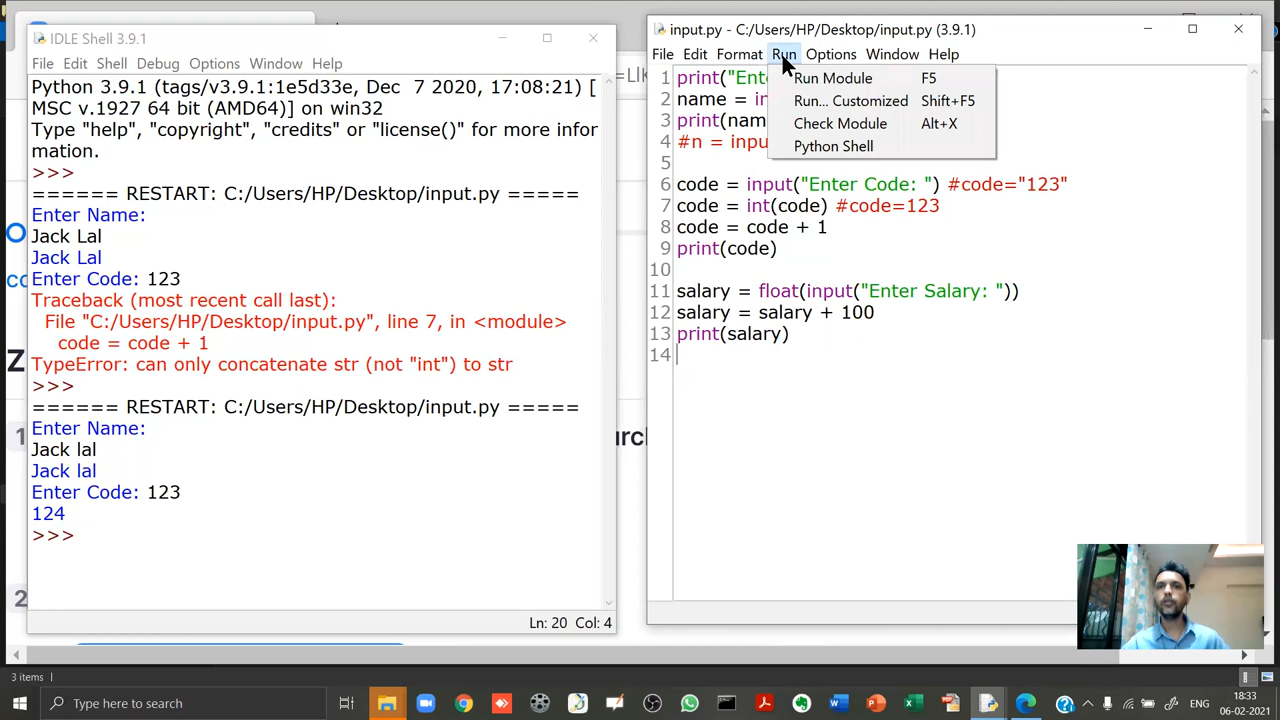 IDLE Shell 3.9.1
File Edit Shell Debug Options Window Help
Python 3.9.1 (tags/v3.9.1:1e5d33e, Dec  7 2020, 17:08:21) [
MSC v.1927 64 bit (AMD64)] on win32
Type "help", "copyright", "credits" or "license()" for more infor
mation.
>>>
====== RESTART: C:/Users/HP/Desktop/input.py =====
Enter Name:
Jack Lal
Jack Lal
Enter Code: 123
Traceback (most recent call last):
File "C:/Users/HP/Desktop/input.py", line 7, in <module>
code = code + 1
TypeError: can only concatenate str (not "int") to str
>>>
====== RESTART: C:/Users/HP/Desktop/input.py =====
Enter Name:
Jack lal
Jack lal
Enter Code: 123
124
>>>
Ln: 20 Col: 4
input.py - C:/Users/HP/Desktop/input.py (3.9.1)
File Edit Format Run Options Window Help
Run Module F5
Run... Customized Shift+F5
Check Module Alt+X
Python Shell
1 print("Ente
2 name = in
3 print(nam
4 #n = inpu
5
6 code = input("Enter Code: ") #code="123"
7 code = int(code) #code=123
8 code = code + 1
9 print(code)
10
11 salary = float(input("Enter Salary: "))
12 salary = salary + 100
13 print(salary)
14
1
2
3 items
Type here to search
ENG
18:33
06-02-2021